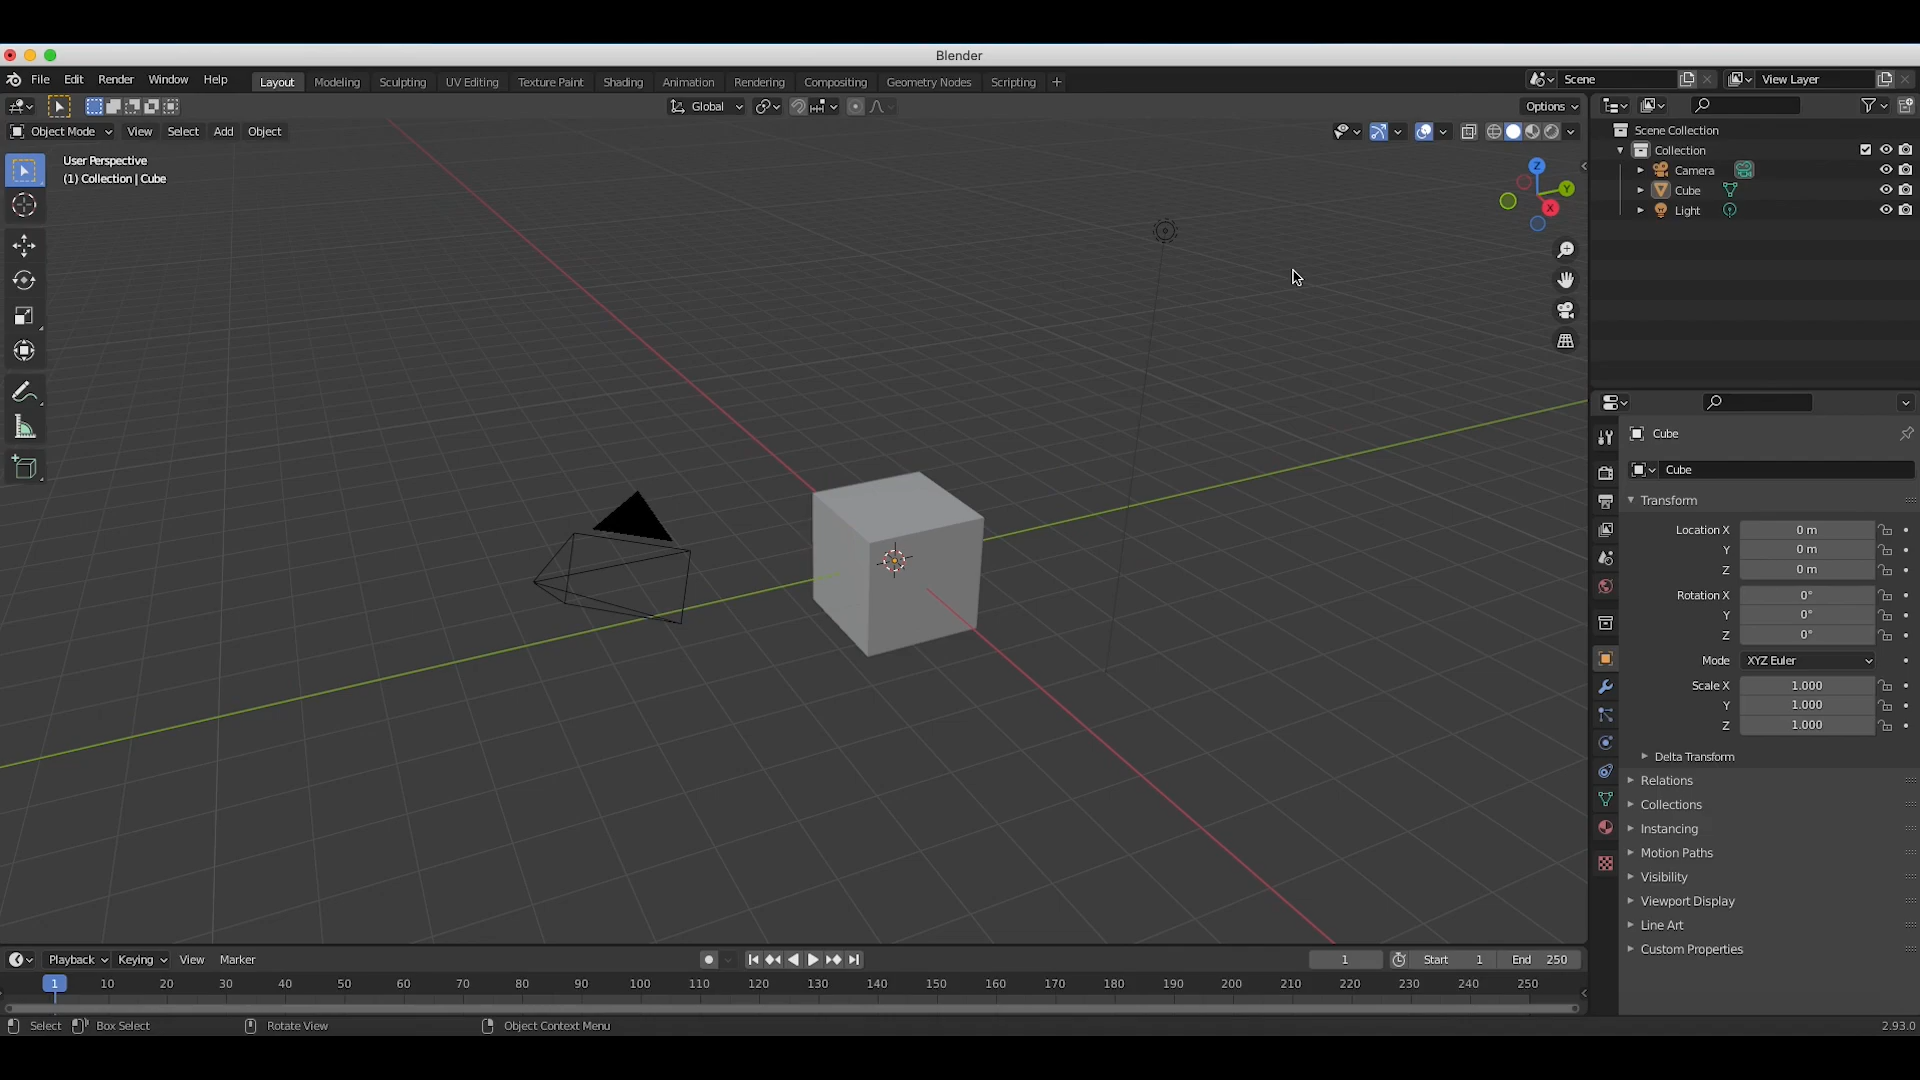 Blender
File Edit Render Window Help Layout Modeling Sculpting UV Editing Texture Paint Shading Animation Rendering Compositing Geometry Nodes Scripting + Scene View Layer
Global Options
Object Mode View Select Add Object
User Perspective
(1) Collection | Cube
Z
Y
X
Scene Collection
Collection
Camera
Cube
Light
Cube
Cube
Transform
Location X 0 m
Y 0 m
Z 0 m
Rotation X 0°
Y 0°
Z 0°
Mode XYZ Euler
Scale X 1.000
Y 1.000
Z 1.000
Delta Transform
Relations
Collections
Instancing
Motion Paths
Visibility
Viewport Display
Line Art
Custom Properties
Playback Keying View Marker 1 Start 1 End 250
1 10 20 30 40 50 60 70 80 90 100 110 120 130 140 150 160 170 180 190 200 210 220 230 240 250
Select Box Select Rotate View Object Context Menu 2.93.0